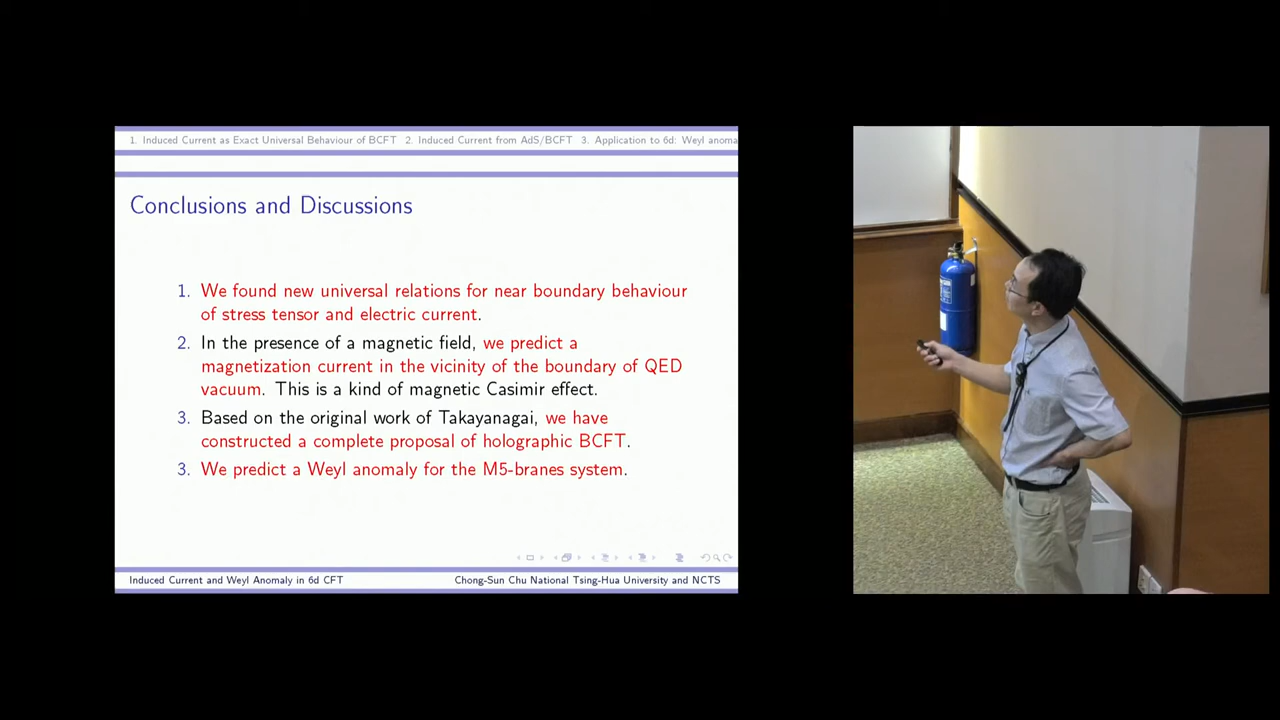 1. Induced Current as Exact Universal Behaviour of BCFT 2. Induced Current from AdS/BCFT 3. Application to 6d: Weyl anoma
Conclusions and Discussions
1. We found new universal relations for near boundary behaviour
of stress tensor and electric current.
2. In the presence of a magnetic field, we predict a
magnetization current in the vicinity of the boundary of QED
vacuum. This is a kind of magnetic Casimir effect.
3. Based on the original work of Takayanagai, we have
constructed a complete proposal of holographic BCFT.
3. We predict a Weyl anomaly for the M5-branes system.
Induced Current and Weyl Anomaly in 6d CFT Chong-Sun Chu National Tsing-Hua University and NCTS